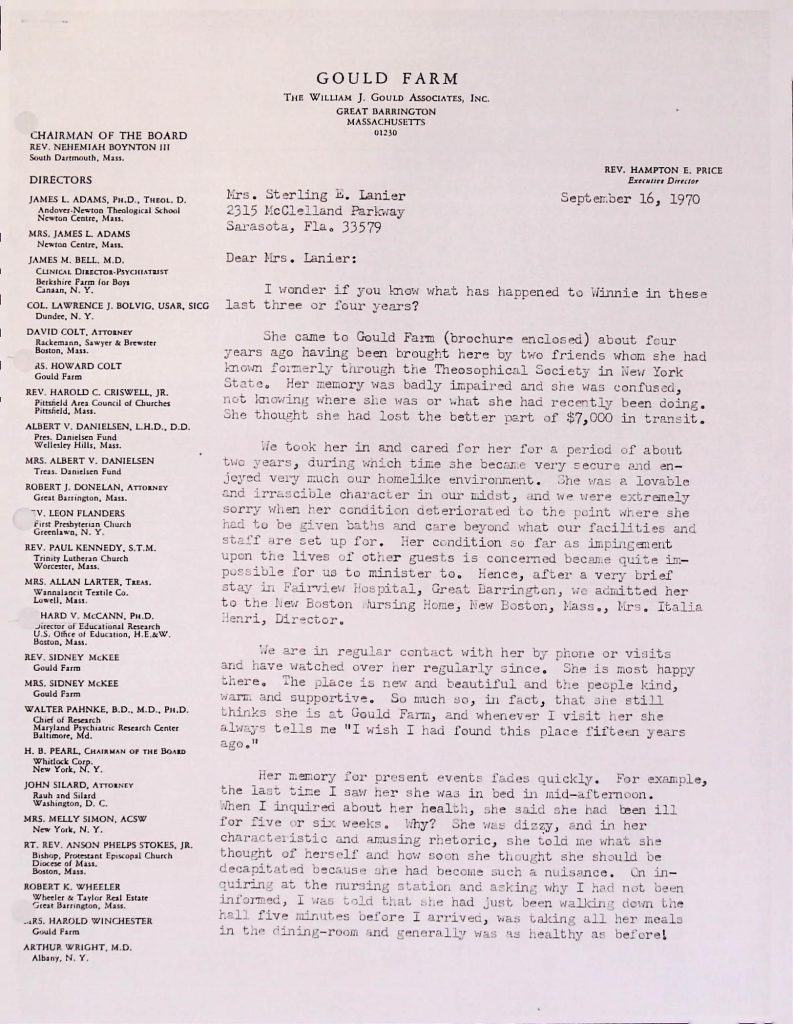 GOULD FARM
THE WILLIAM J. GOULD ASSOCIATES, INC.
GREAT BARRINGTON
MASSACHUSETTS
01230
CHAIRMAN OF THE BOARD
REV. NEHEMIAH BOYNTON III
South Dartmouth, Mass.
DIRECTORS
JAMES L. ADAMS, PH.D., THEOL. D.
Andover-Newton Theological School
Newton Centre, Mass.
MRS. JAMES L. ADAMS
Newton Centre, Mass.
JAMES M. BELL, M.D.
CLINICAL DIRECTOR-PSYCHIATRIST
Berkshire Farm for Boys
Canaan, N. Y.
COL. LAWRENCE J. BOLVIG, USAR, SICG
Dundee, N. Y.
DAVID COLT, ATTORNEY
Rackemann, Sawyer & Brewster
Boston, Mass.
RS. HOWARD COLT
Gould Farm
REV. HAROLD C. CRISWELL, JR.
Pittsfield Area Council of Churches
Pittsfield, Mass.
ALBERT V. DANIELSEN, L.H.D., D.D.
Pres. Danielsen Fund
Wellesley Hills, Mass.
MRS. ALBERT V. DANIELSEN
Treas. Danielsen Fund
ROBERT J. DONELAN, ATTORNEY
Great Barrington, Mass.
V. LEON FLANDERS
First Presbyterian Church
Greenlawn, N. Y.
REV. PAUL KENNEDY, S.T.M.
Trinity Lutheran Church
Worcester, Mass.
MRS. ALLAN LARTER, TREAS.
Wannalancit Textile Co.
Lowell, Mass.
HARD V. McCANN, PH.D.
Director of Educational Research
U.S. Office of Education, H.E.&W.
Boston, Mass.
REV. SIDNEY McKEE
Gould Farm
MRS. SIDNEY McKEE
Gould Farm
WALTER PAHNKE, B.D., M.D., PH.D.
Chief of Research
Maryland Psychiatric Research Center
Baltimore, Md.
H. B. PEARL, CHAIRMAN OF THE BOARD
Whitlock Corp.
New York, N. Y.
JOHN SILARD, ATTORNEY
Rauh and Silard
Washington, D. C.
MRS. MELLY SIMON, ACSW
New York, N. Y.
RT. REV. ANSON PHELPS STOKES, JR.
Bishop, Protestant Episcopal Church
Diocese of Mass.
Boston, Mass.
ROBERT K. WHEELER
Wheeler & Taylor Real Estate
Great Barrington, Mass.
RS. HAROLD WINCHESTER
Gould Farm
ARTHUR WRIGHT, M.D.
Albany, N. Y.
REV. HAMPTON E. PRICE
Executive Director
September 16, 1970
Mrs. Sterling E. Lanier
2315 McClelland Parkway
Sarasota, Fla. 33579
Dear Mrs. Lanier:
I wonder if you know what has happened to Winnie in these
last three or four years?
She came to Gould Farm (brochure enclosed) about four
years ago having been brought here by two friends whom she had
known formerly through the Theosophical Society in New York
State. Her memory was badly impaired and she was confused,
not knowing where she was or what she had recently been doing.
She thought she had lost the better part of $7,000 in transit.
We took her in and cared for her for a period of about
two years, during which time she became very secure and en-
joyed very much our homelike environment. She was a lovable
and irrascible character in our midst, and we were extremely
sorry when her condition deteriorated to the point where she
had to be given baths and care beyond what our facilities and
staff are set up for. Her condition so far as impingement
upon the lives of other guests is concerned became quite im-
possible for us to minister to. Hence, after a very brief
stay in Fairview Hospital, Great Barrington, we admitted her
to the New Boston Nursing Home, New Boston, Mass., Mrs. Italia
Henri, Director.
We are in regular contact with her by phone or visits
and have watched over her regularly since. She is most happy
there. The place is new and beautiful and the people kind,
warm and supportive. So much so, in fact, that she still
thinks she is at Gould Farm, and whenever I visit her she
always tells me "I wish I had found this place fifteen years
ago."
Her memory for present events fades quickly. For example,
the last time I saw her she was in bed in mid-afternoon.
When I inquired about her health, she said she had been ill
for five or six weeks. Why? She was dizzy, and in her
characteristic and amusing rhetoric, she told me what she
thought of herself and how soon she thought she should be
decapitated because she had become such a nuisance. On in-
quiring at the nursing station and asking why I had not been
informed, I was told that she had just been walking down the
hall five minutes before I arrived, was taking all her meals
in the dining-room and generally was as healthy as before!